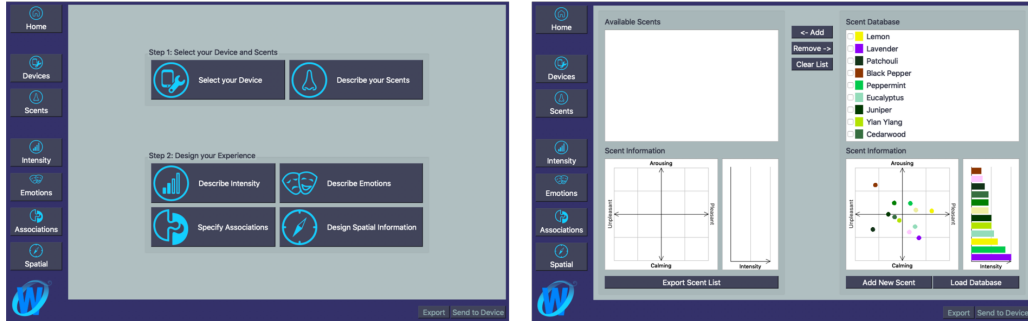 Home
Devices
Scents
Intensity
Emotions
Associations
Spatial
Step 1: Select your Device and Scents
Select your Device
Describe your Scents
Step 2: Design your Experience
Describe Intensity
Describe Emotions
Specify Associations
Design Spatial Information
W
Export Send to Device
Home
Devices
Scents
Intensity
Emotions
Associations
Spatial
W
Available Scents
<- Add
Remove ->
Clear List
Scent Database
Lemon
Lavender
Patchouli
Black Pepper
Peppermint
Eucalyptus
Juniper
Ylan Ylang
Cedarwood
Scent Information
Arousing
Unpleasant
Pleasant
Calming
Intensity
Export Scent List
Scent Information
Arousing
Unpleasant
Pleasant
Calming
Intensity
Add New Scent
Load Database
Export Send to Device